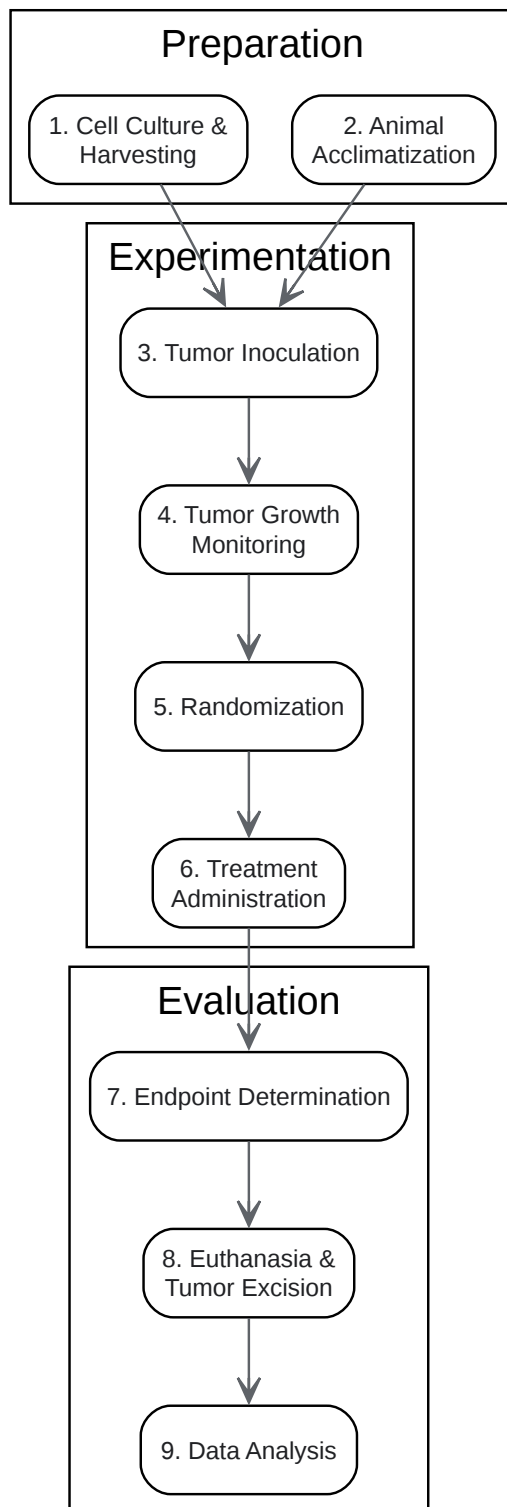 Preparation
1. Cell Culture &
Harvesting
2. Animal
Acclimatization
Experimentation
3. Tumor Inoculation
4. Tumor Growth
Monitoring
5. Randomization
6. Treatment
Administration
Evaluation
7. Endpoint Determination
8. Euthanasia &
Tumor Excision
9. Data Analysis